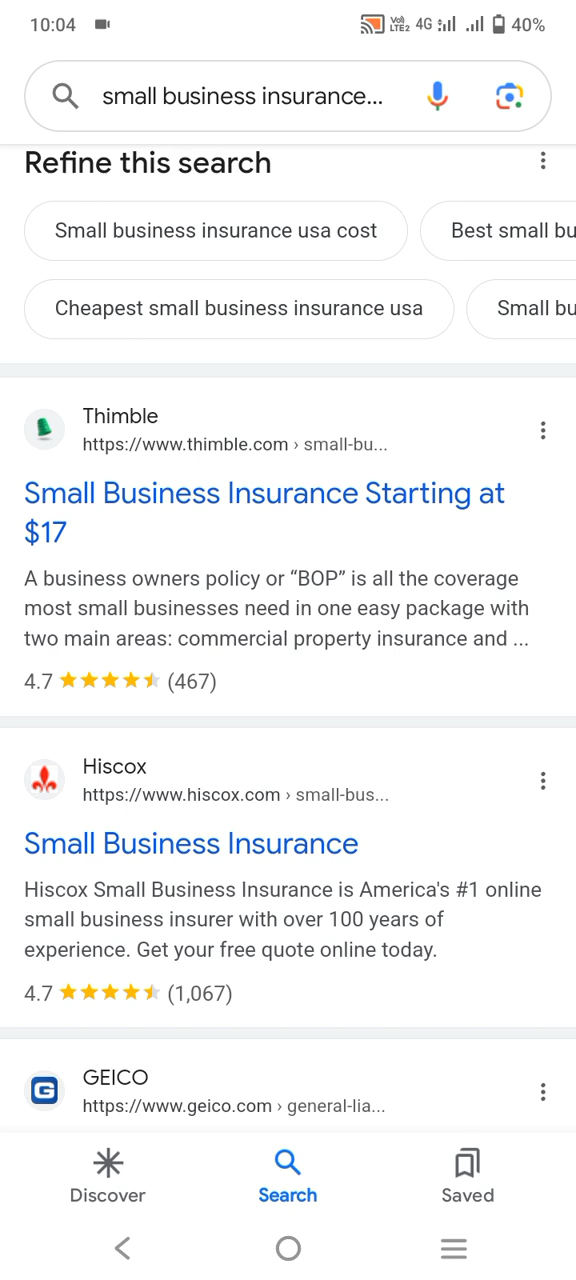 10:04 Vo) LTE2 4G 40%
small business insurance...
Refine this search
Small business insurance usa cost Best small bu
Cheapest small business insurance usa Small bu
Thimble
https://www.thimble.com › small-bu...
Small Business Insurance Starting at
$17
A business owners policy or “BOP” is all the coverage
most small businesses need in one easy package with
two main areas: commercial property insurance and ...
4.7 (467)
Hiscox
https://www.hiscox.com › small-bus...
Small Business Insurance
Hiscox Small Business Insurance is America's #1 online
small business insurer with over 100 years of
experience. Get your free quote online today.
4.7 (1,067)
GEICO
https://www.geico.com › general-lia...
Discover Search Saved